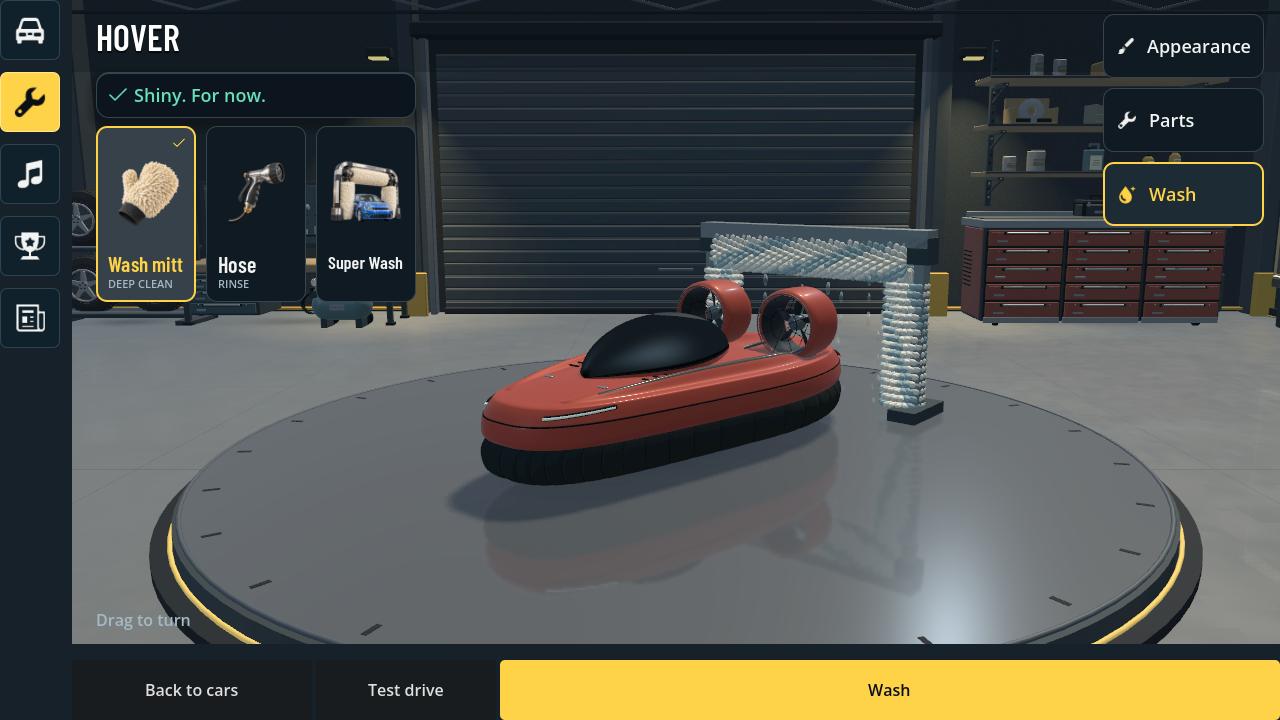 HOVER
Shiny. For now.
Wash mitt
DEEP CLEAN
Hose
RINSE
Super Wash
Appearance
Parts
Wash
Drag to turn
Back to cars
Test drive
Wash